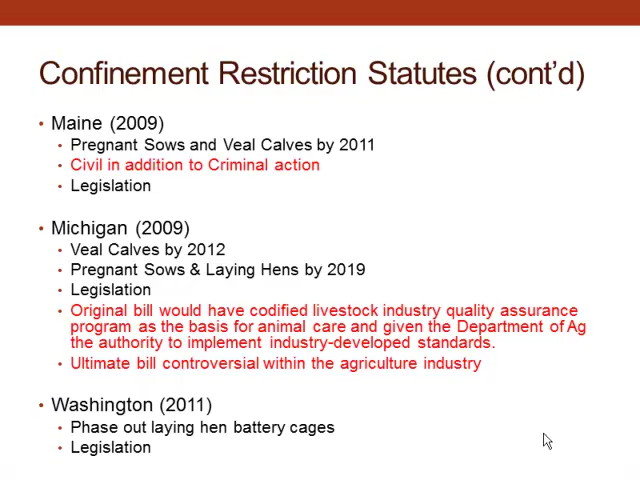 Confinement Restriction Statutes (cont'd)
• Maine (2009)
• Pregnant Sows and Veal Calves by 2011
• Civil in addition to Criminal action
• Legislation
• Michigan (2009)
• Veal Calves by 2012
• Pregnant Sows & Laying Hens by 2019
• Legislation
• Original bill would have codified livestock industry quality assurance
program as the basis for animal care and given the Department of Ag
the authority to implement industry-developed standards.
• Ultimate bill controversial within the agriculture industry
• Washington (2011)
• Phase out laying hen battery cages
• Legislation